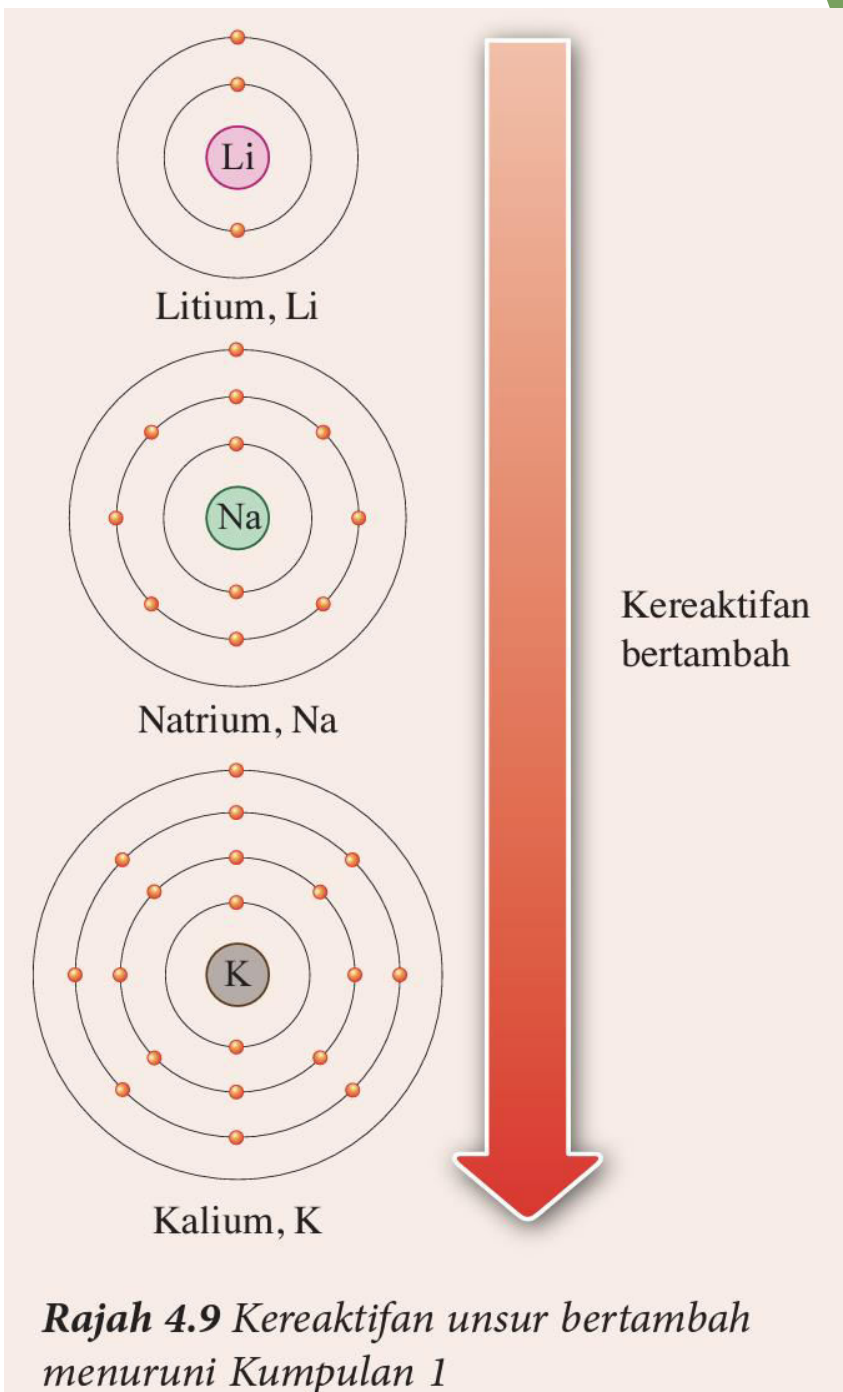 Li
Litium, Li
Na
Natrium, Na
Kereaktifan
bertambah
K
Kalium, K
Rajah 4.9 Kereaktifan unsur bertambah
menuruni Kumpulan 1